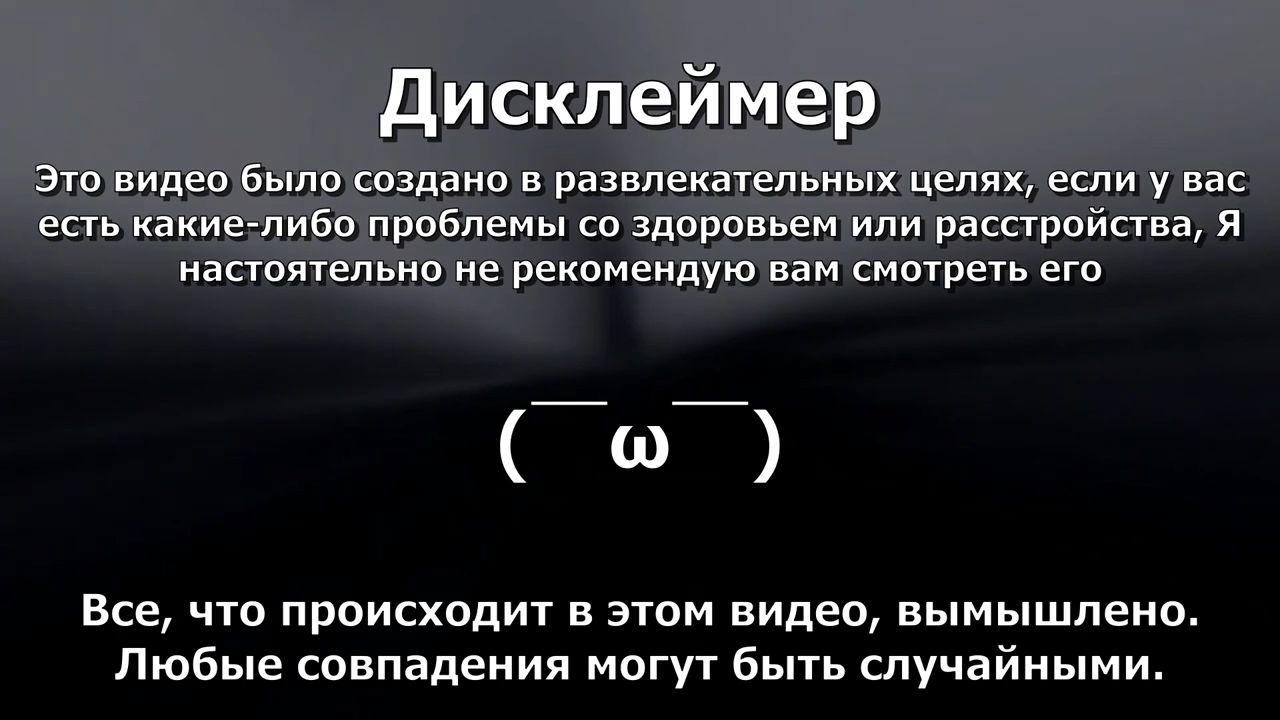 Дисклеймер
Это видео было создано в развлекательных целях, если у вас
есть какие-либо проблемы со здоровьем или расстройства, Я
настоятельно не рекомендую вам смотреть его
(¯ω¯)
Все, что происходит в этом видео, вымышлено.
Любые совпадения могут быть случайными.